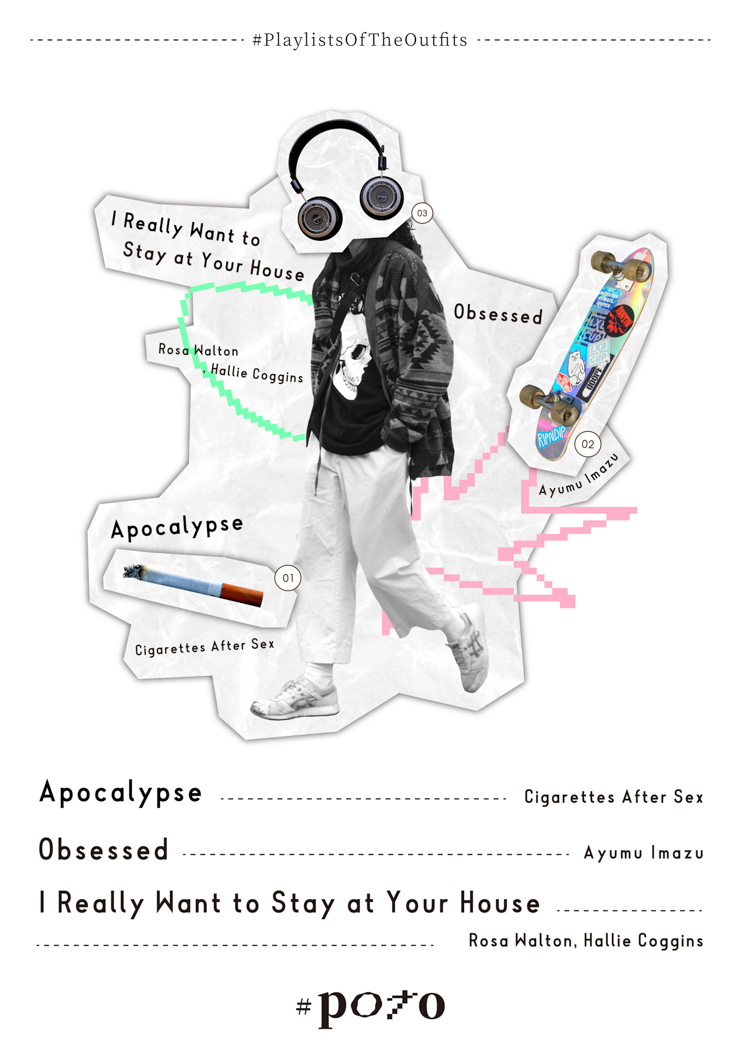 #PlaylistsOfTheOutfits
03
I Really Want to
Stay at Your House
Obsessed
Rosa Walton
, Hallie Coggins
RIPNDIP
02
Ayumu Imazu
Apocalypse
01
Cigarettes After Sex
Apocalypse Cigarettes After Sex
Obsessed Ayumu Imazu
I Really Want to Stay at Your House
Rosa Walton, Hallie Coggins
#poto